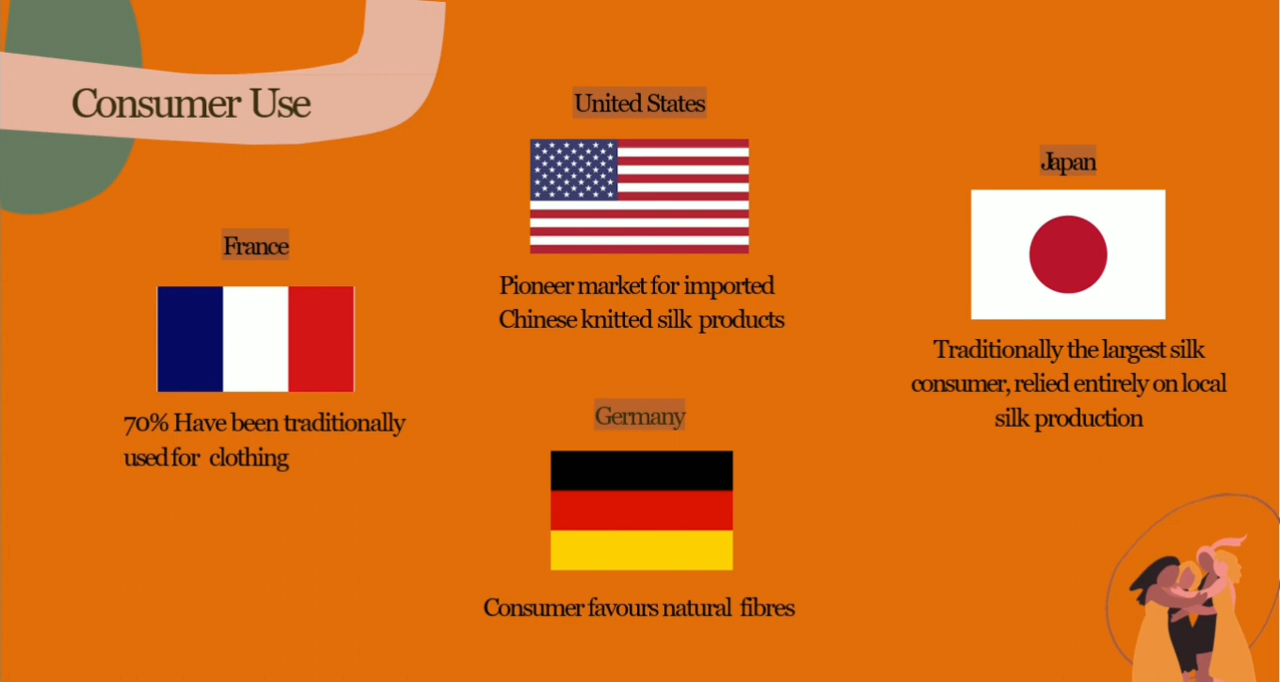 Consumer Use
France
70% Have been traditionally
used for clothing
United States
Pioneer market for imported
Chinese knitted silk products
Germany
Consumer favours natural fibres
Japan
Traditionally the largest silk
consumer, relied entirely on local
silk production